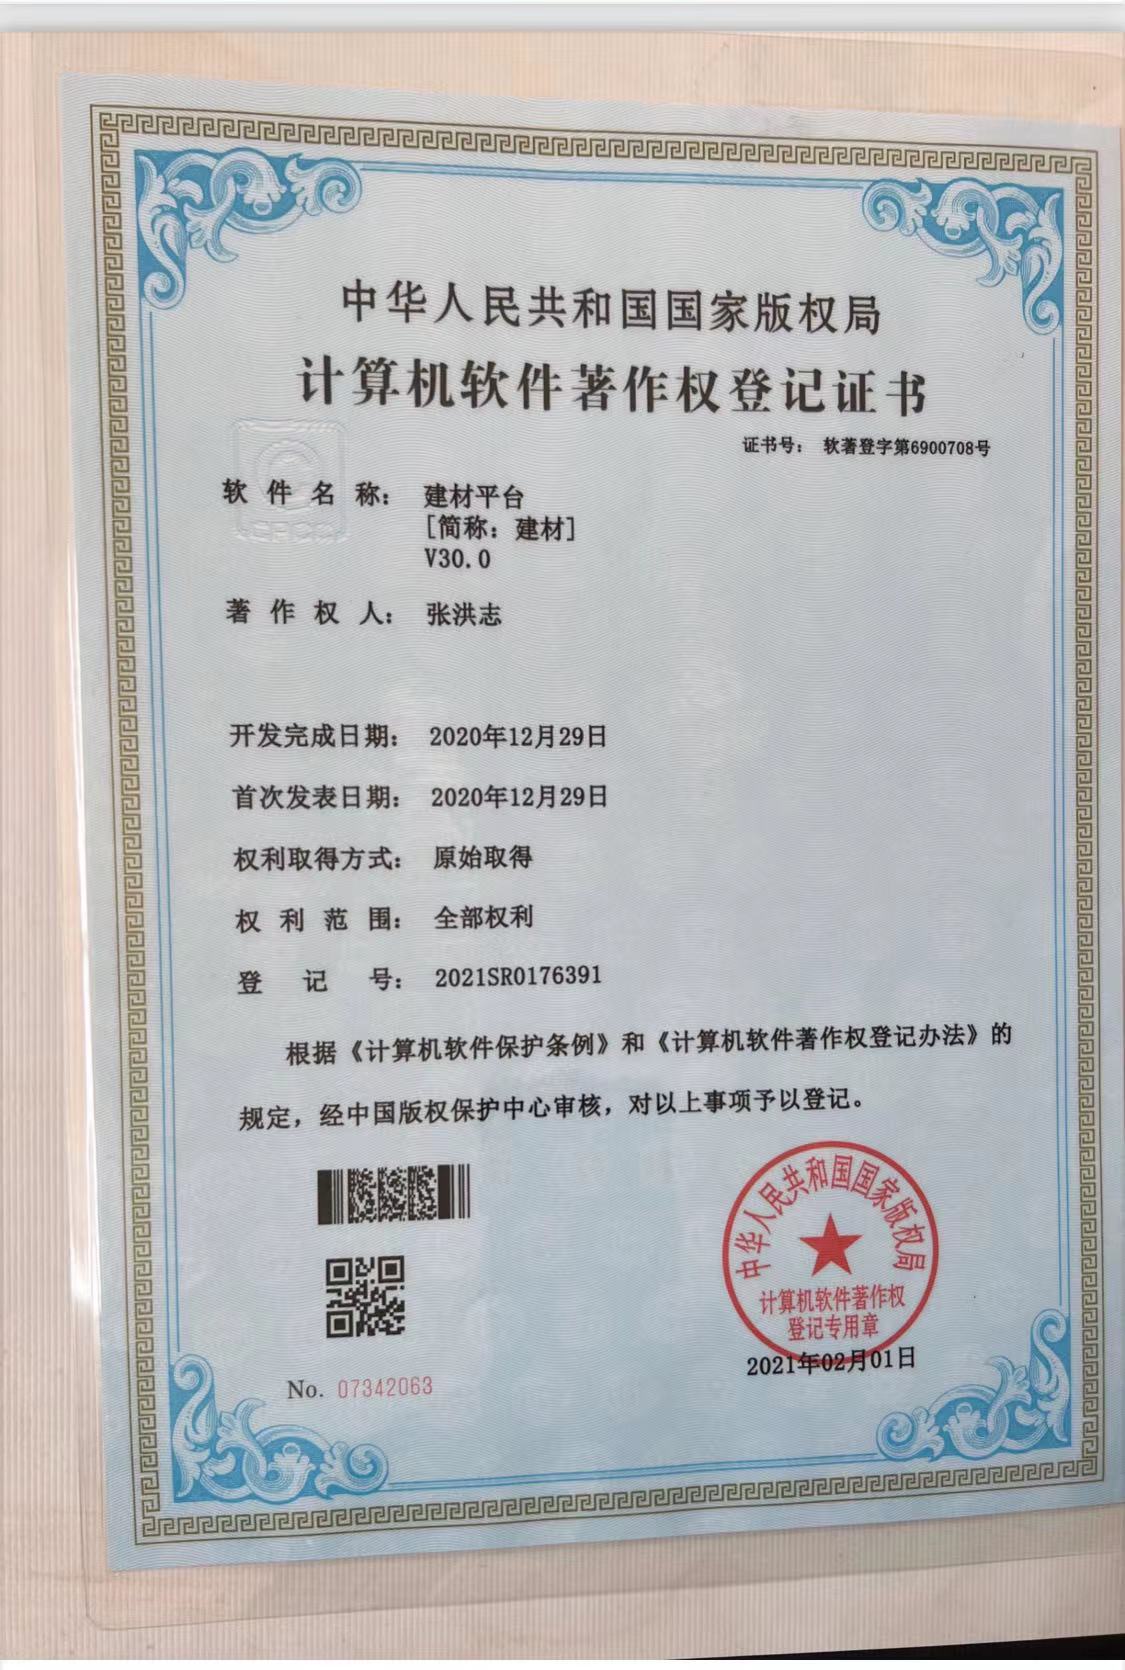 中华人民共和国国家版权局
计算机软件著作权登记证书
证书号： 软著登字第6900708号
软件名称： 建材平台
[简称：建材]
V30.0
著作权人： 张洪志
开发完成日期： 2020年12月29日
首次发表日期： 2020年12月29日
权利取得方式： 原始取得
权利范围： 全部权利
登记号： 2021SR0176391
根据《计算机软件保护条例》和《计算机软件著作权登记办法》的
规定，经中国版权保护中心审核，对以上事项予以登记。
中华人民共和国国家版权局
计算机软件著作权
登记专用章
2021年02月01日
No. 07342063